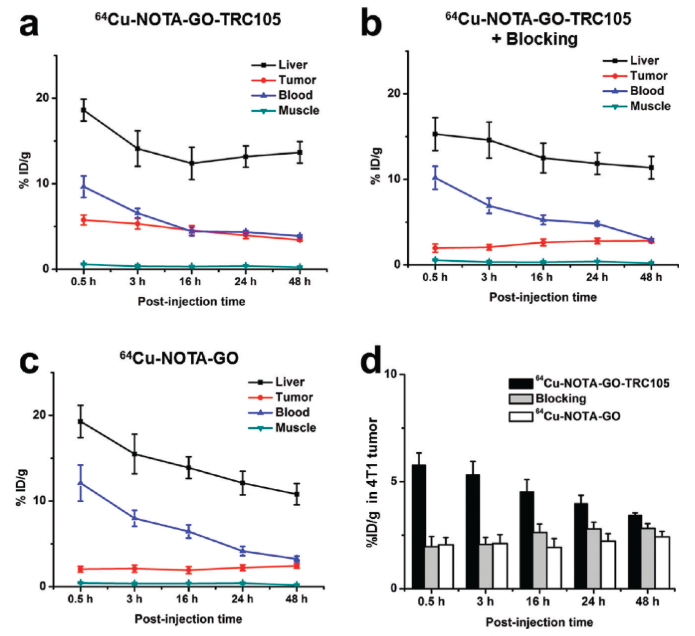 a
⁶⁴Cu-NOTA-GO-TRC105
Liver
Tumor
Blood
Muscle
% ID/g
20
10
0
0.5 h 3 h 16 h 24 h 48 h
Post-injection time
b
⁶⁴Cu-NOTA-GO-TRC105
+ Blocking
Liver
Tumor
Blood
Muscle
% ID/g
20
10
0
0.5 h 3 h 16 h 24 h 48 h
Post-injection time
c
⁶⁴Cu-NOTA-GO
Liver
Tumor
Blood
Muscle
% ID/g
20
10
0
0.5 h 3 h 16 h 24 h 48 h
Post-injection time
d
⁶⁴Cu-NOTA-GO-TRC105
Blocking
⁶⁴Cu-NOTA-GO
%ID/g in 4T1 tumor
10
5
0
0.5 h 3 h 16 h 24 h 48 h
Post-injection time